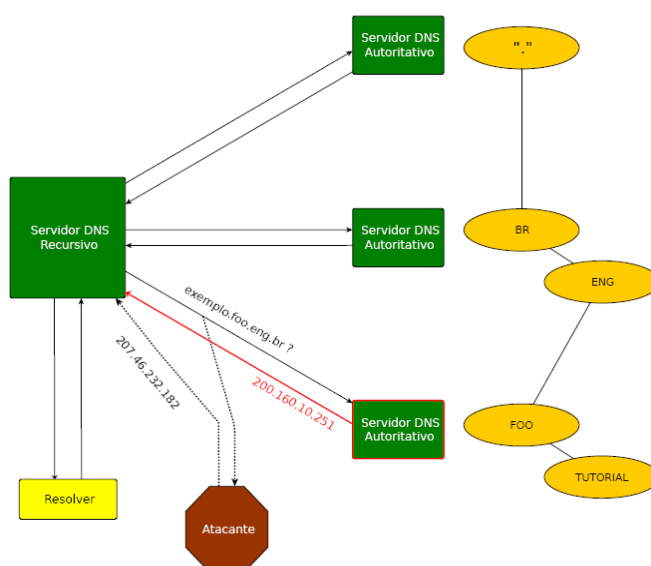 Servidor DNS
Autoritativo
"."
Servidor DNS
Recursivo
Servidor DNS
Autoritativo
BR
ENG
exemplo.foo.eng.br ?
207.46.232.182
200.160.10.251
Servidor DNS
Autoritativo
FOO
TUTORIAL
Resolver
Atacante